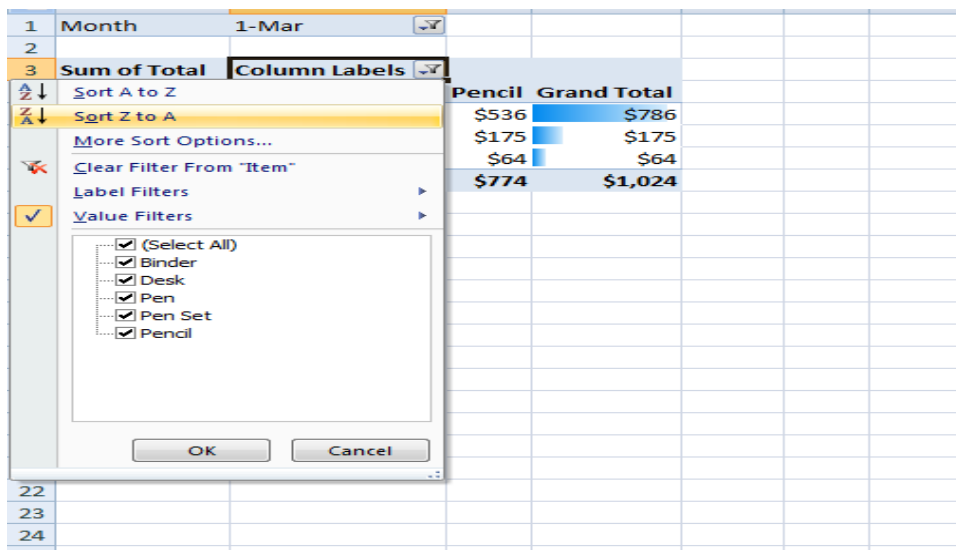 1 Month 1-Mar
2
3 Sum of Total Column Labels
Sort A to Z
Sort Z to A
More Sort Options...
Clear Filter From "Item"
Label Filters
Value Filters
(Select All)
Binder
Desk
Pen
Pen Set
Pencil
OK Cancel
Pencil Grand Total
$536 $786
$175 $175
$64 $64
$774 $1,024
22
23
24